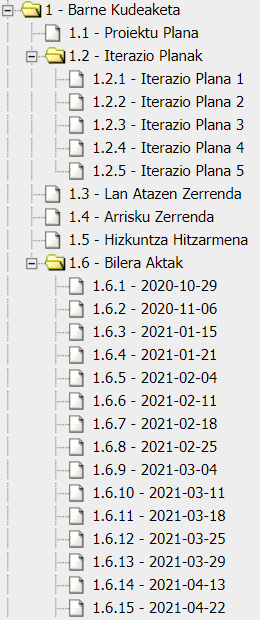 1 - Barne Kudeaketa
1.1 - Proiektu Plana
1.2 - Iterazio Planak
1.2.1 - Iterazio Plana 1
1.2.2 - Iterazio Plana 2
1.2.3 - Iterazio Plana 3
1.2.4 - Iterazio Plana 4
1.2.5 - Iterazio Plana 5
1.3 - Lan Atazen Zerrenda
1.4 - Arrisku Zerrenda
1.5 - Hizkuntza Hitzarmena
1.6 - Bilera Aktak
1.6.1 - 2020-10-29
1.6.2 - 2020-11-06
1.6.3 - 2021-01-15
1.6.4 - 2021-01-21
1.6.5 - 2021-02-04
1.6.6 - 2021-02-11
1.6.7 - 2021-02-18
1.6.8 - 2021-02-25
1.6.9 - 2021-03-04
1.6.10 - 2021-03-11
1.6.11 - 2021-03-18
1.6.12 - 2021-03-25
1.6.13 - 2021-03-29
1.6.14 - 2021-04-13
1.6.15 - 2021-04-22